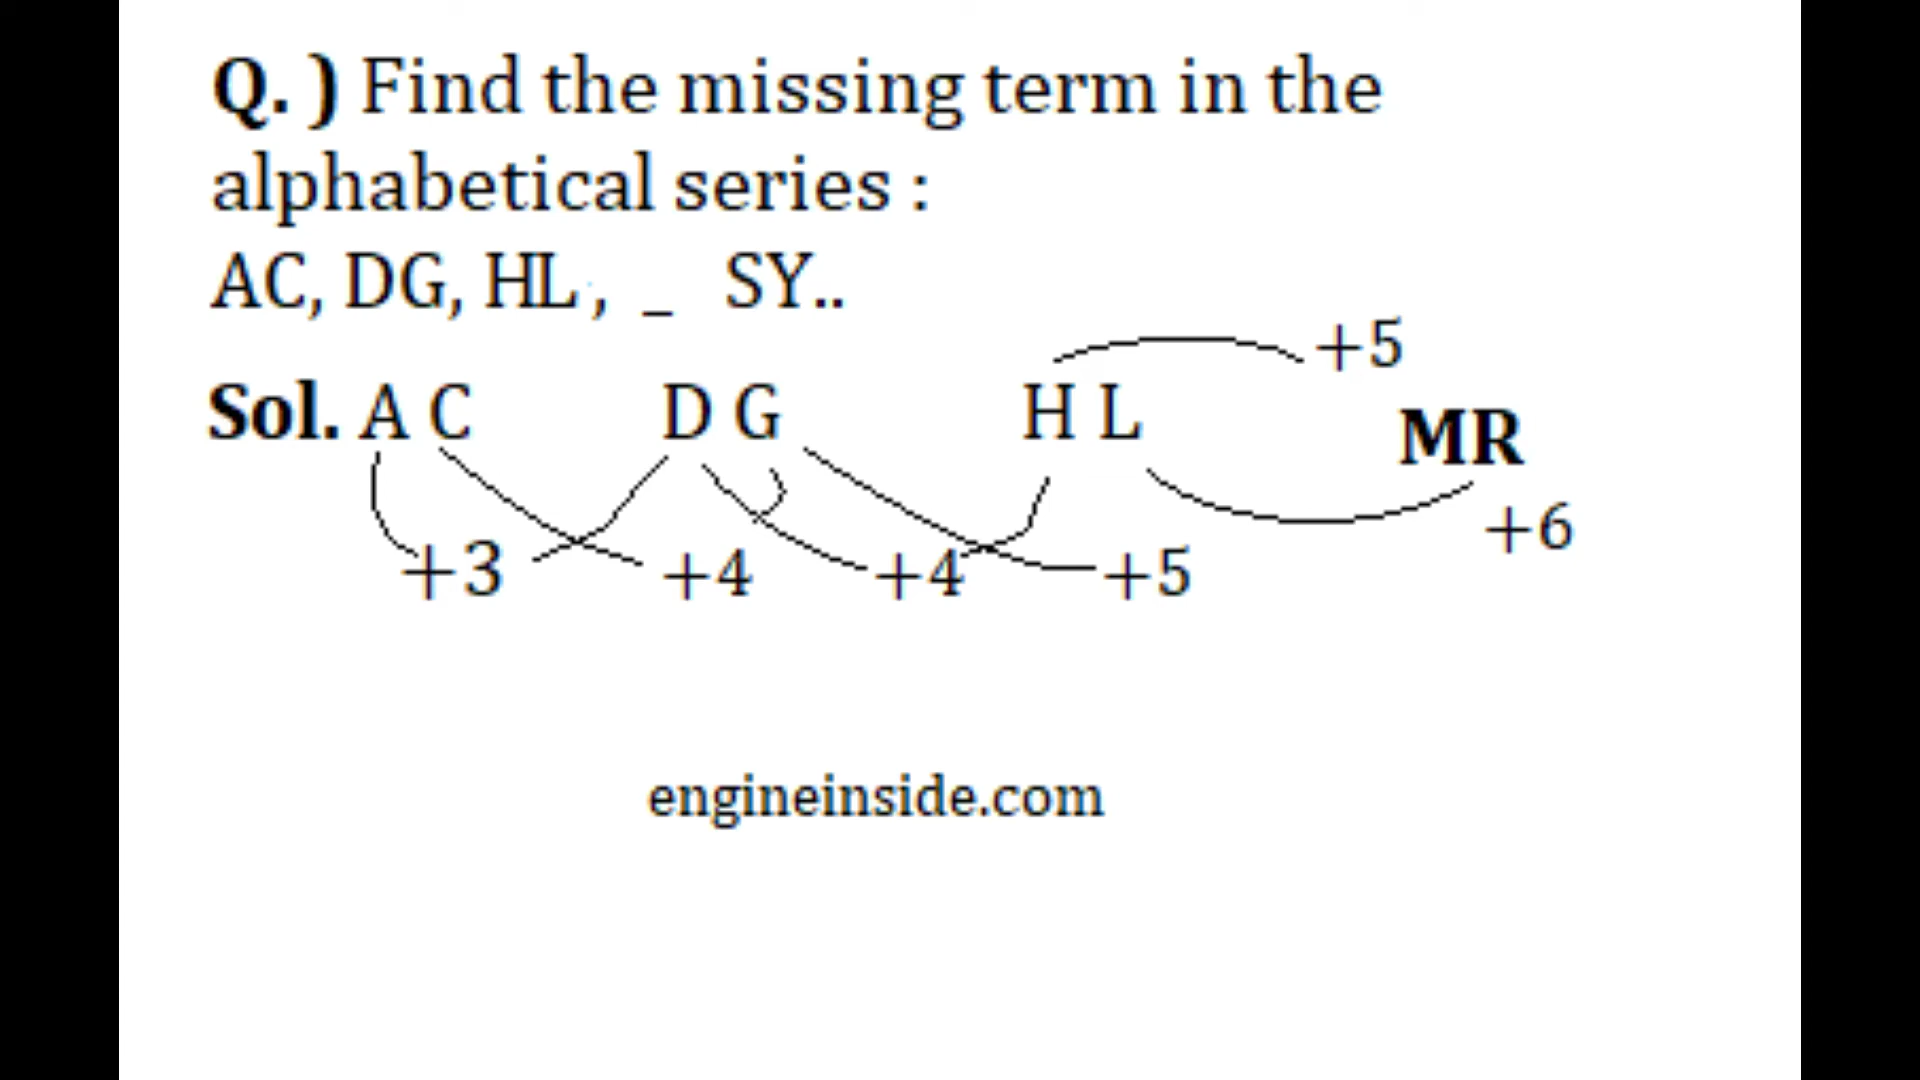 Q. ) Find the missing term in the
alphabetical series :
AC, DG, HL , _ SY..
+5
Sol. A C D G H L MR
+6
+3 +4 +4 +5
engineinside.com